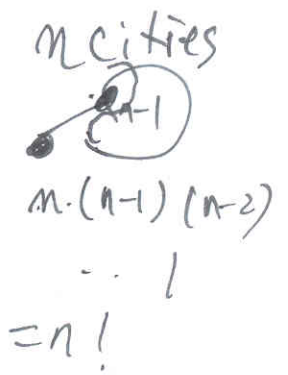 n cities
n-1
n·(n-1)(n-2)
... 1
=n!